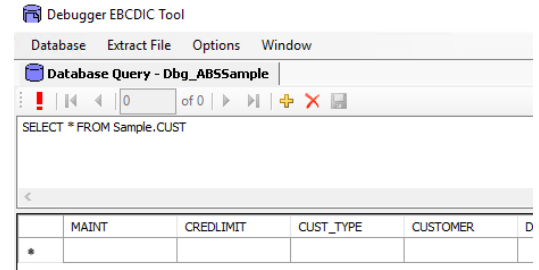 Debugger EBCDIC Tool
Database Extract File Options Window
Database Query - Dbg_ABSSample
0 of 0
SELECT * FROM Sample.CUST
MAINT CREDLIMIT CUST_TYPE CUSTOMER D
*